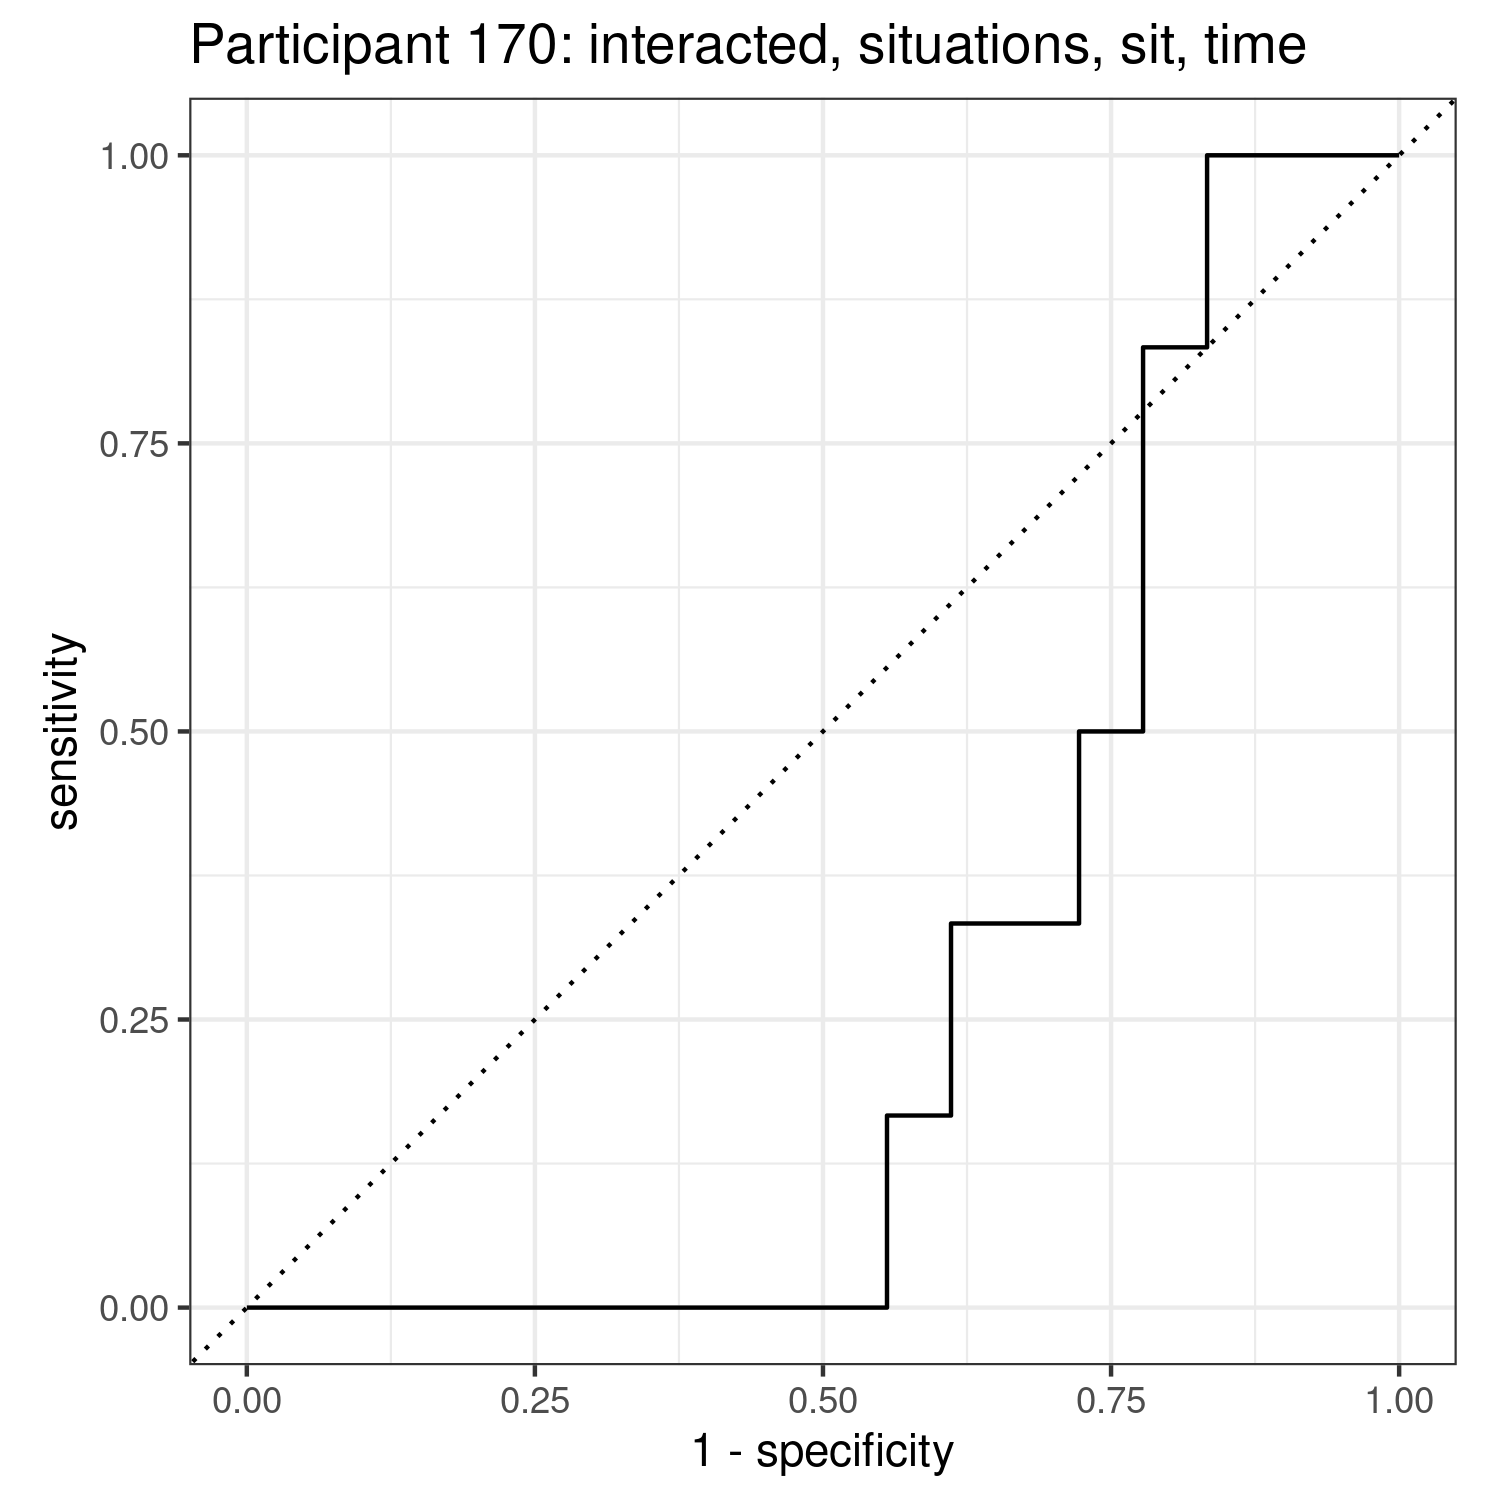 Participant 170: interacted, situations, sit, time
1.00
0.75
0.50
0.25
0.00
sensitivity
0.00 0.25 0.50 0.75 1.00
1 - specificity